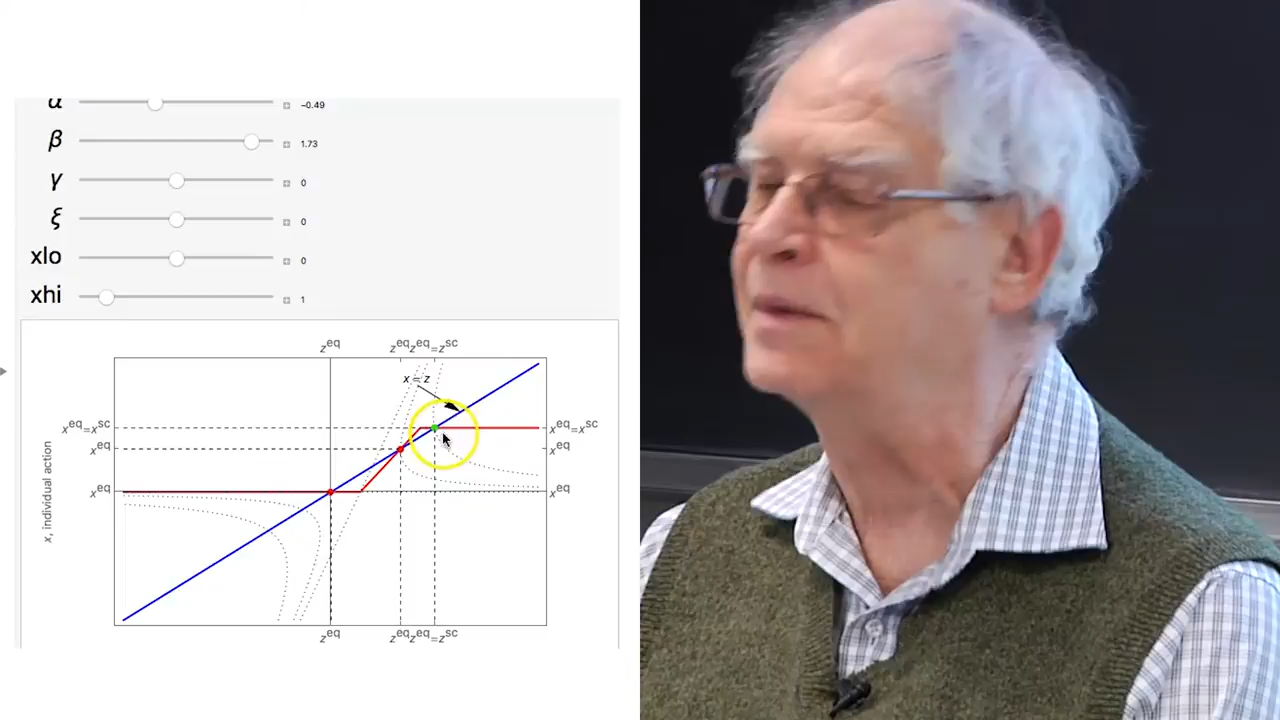 α −0.49
β 1.73
γ 0
ξ 0
xlo 0
xhi 1
z^eq z^eq z^eq=z^sc
x = z
x^eq=x^sc x^eq=x^sc
x^eq x^eq
x^eq x^eq
x, individual action
z^eq z^eq z^eq=z^sc